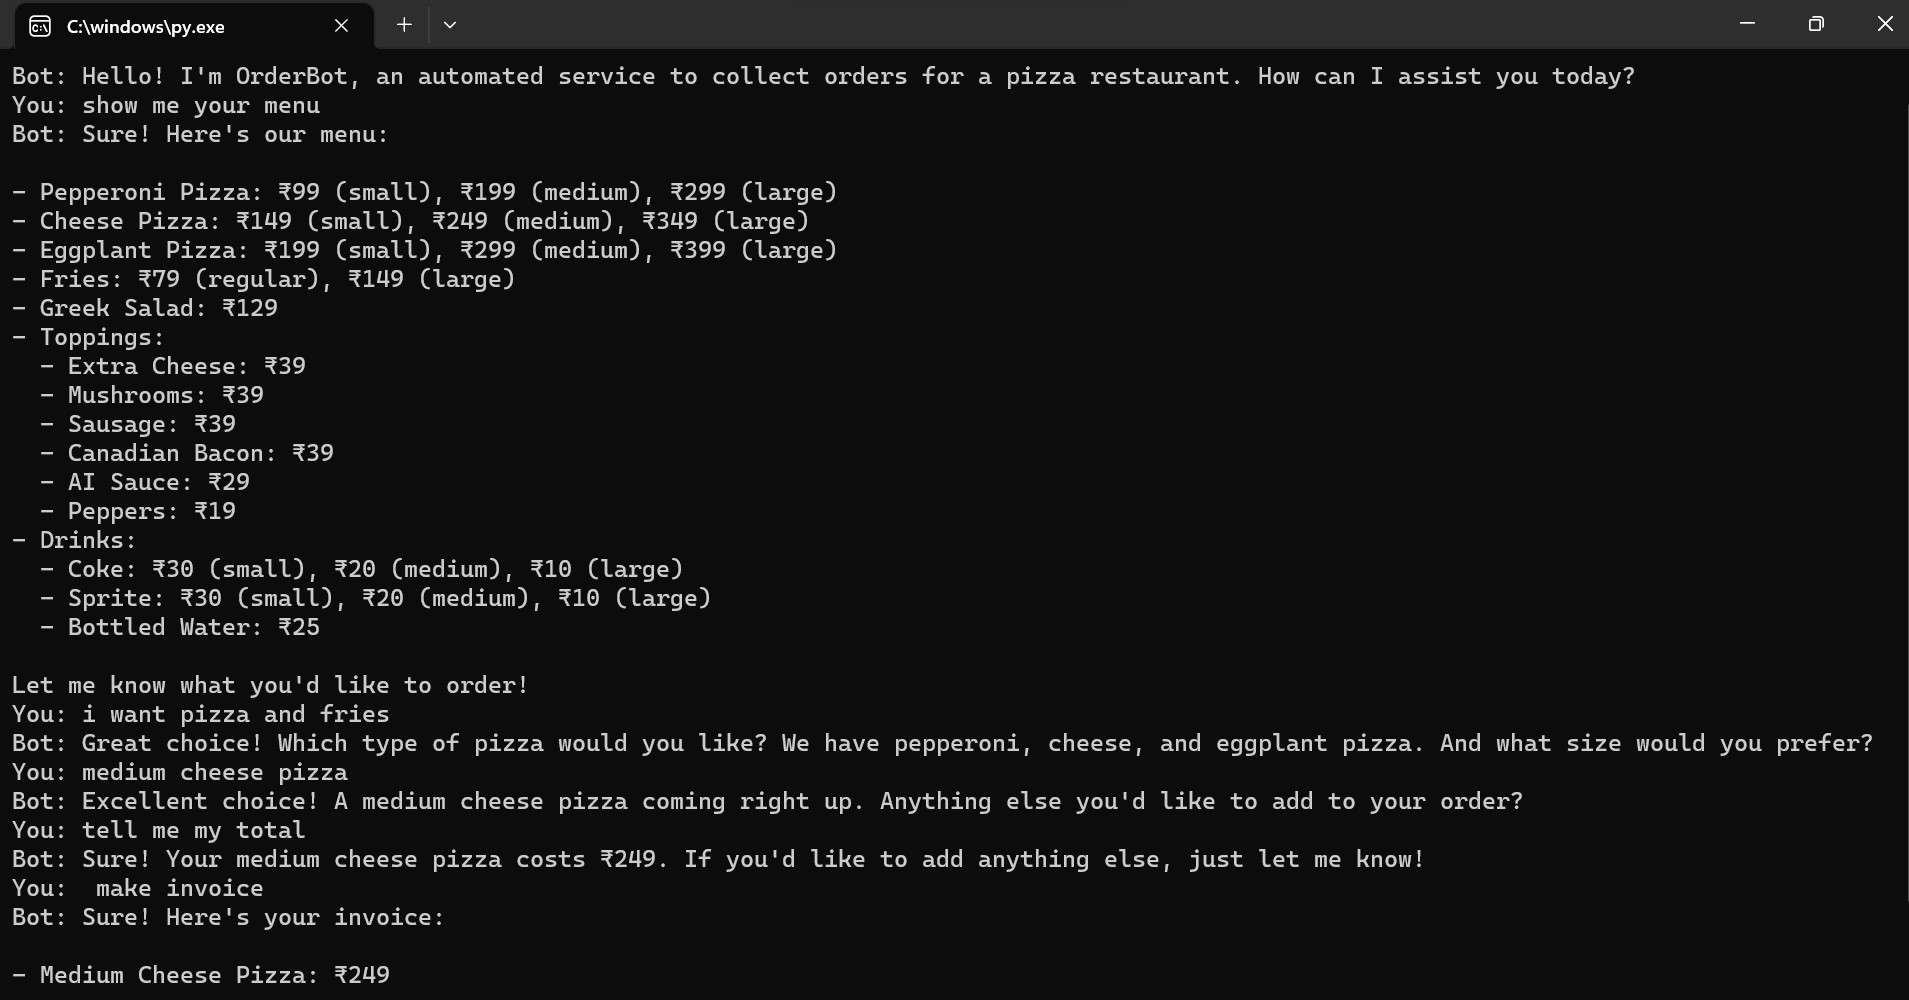 C:\windows\py.exe
Bot: Hello! I'm OrderBot, an automated service to collect orders for a pizza restaurant. How can I assist you today?
You: show me your menu
Bot: Sure! Here's our menu:
- Pepperoni Pizza: ₹99 (small), ₹199 (medium), ₹299 (large)
- Cheese Pizza: ₹149 (small), ₹249 (medium), ₹349 (large)
- Eggplant Pizza: ₹199 (small), ₹299 (medium), ₹399 (large)
- Fries: ₹79 (regular), ₹149 (large)
- Greek Salad: ₹129
- Toppings:
  - Extra Cheese: ₹39
  - Mushrooms: ₹39
  - Sausage: ₹39
  - Canadian Bacon: ₹39
  - AI Sauce: ₹29
  - Peppers: ₹19
- Drinks:
  - Coke: ₹30 (small), ₹20 (medium), ₹10 (large)
  - Sprite: ₹30 (small), ₹20 (medium), ₹10 (large)
  - Bottled Water: ₹25
Let me know what you'd like to order!
You: i want pizza and fries
Bot: Great choice! Which type of pizza would you like? We have pepperoni, cheese, and eggplant pizza. And what size would you prefer?
You: medium cheese pizza
Bot: Excellent choice! A medium cheese pizza coming right up. Anything else you'd like to add to your order?
You: tell me my total
Bot: Sure! Your medium cheese pizza costs ₹249. If you'd like to add anything else, just let me know!
You:  make invoice
Bot: Sure! Here's your invoice:
- Medium Cheese Pizza: ₹249